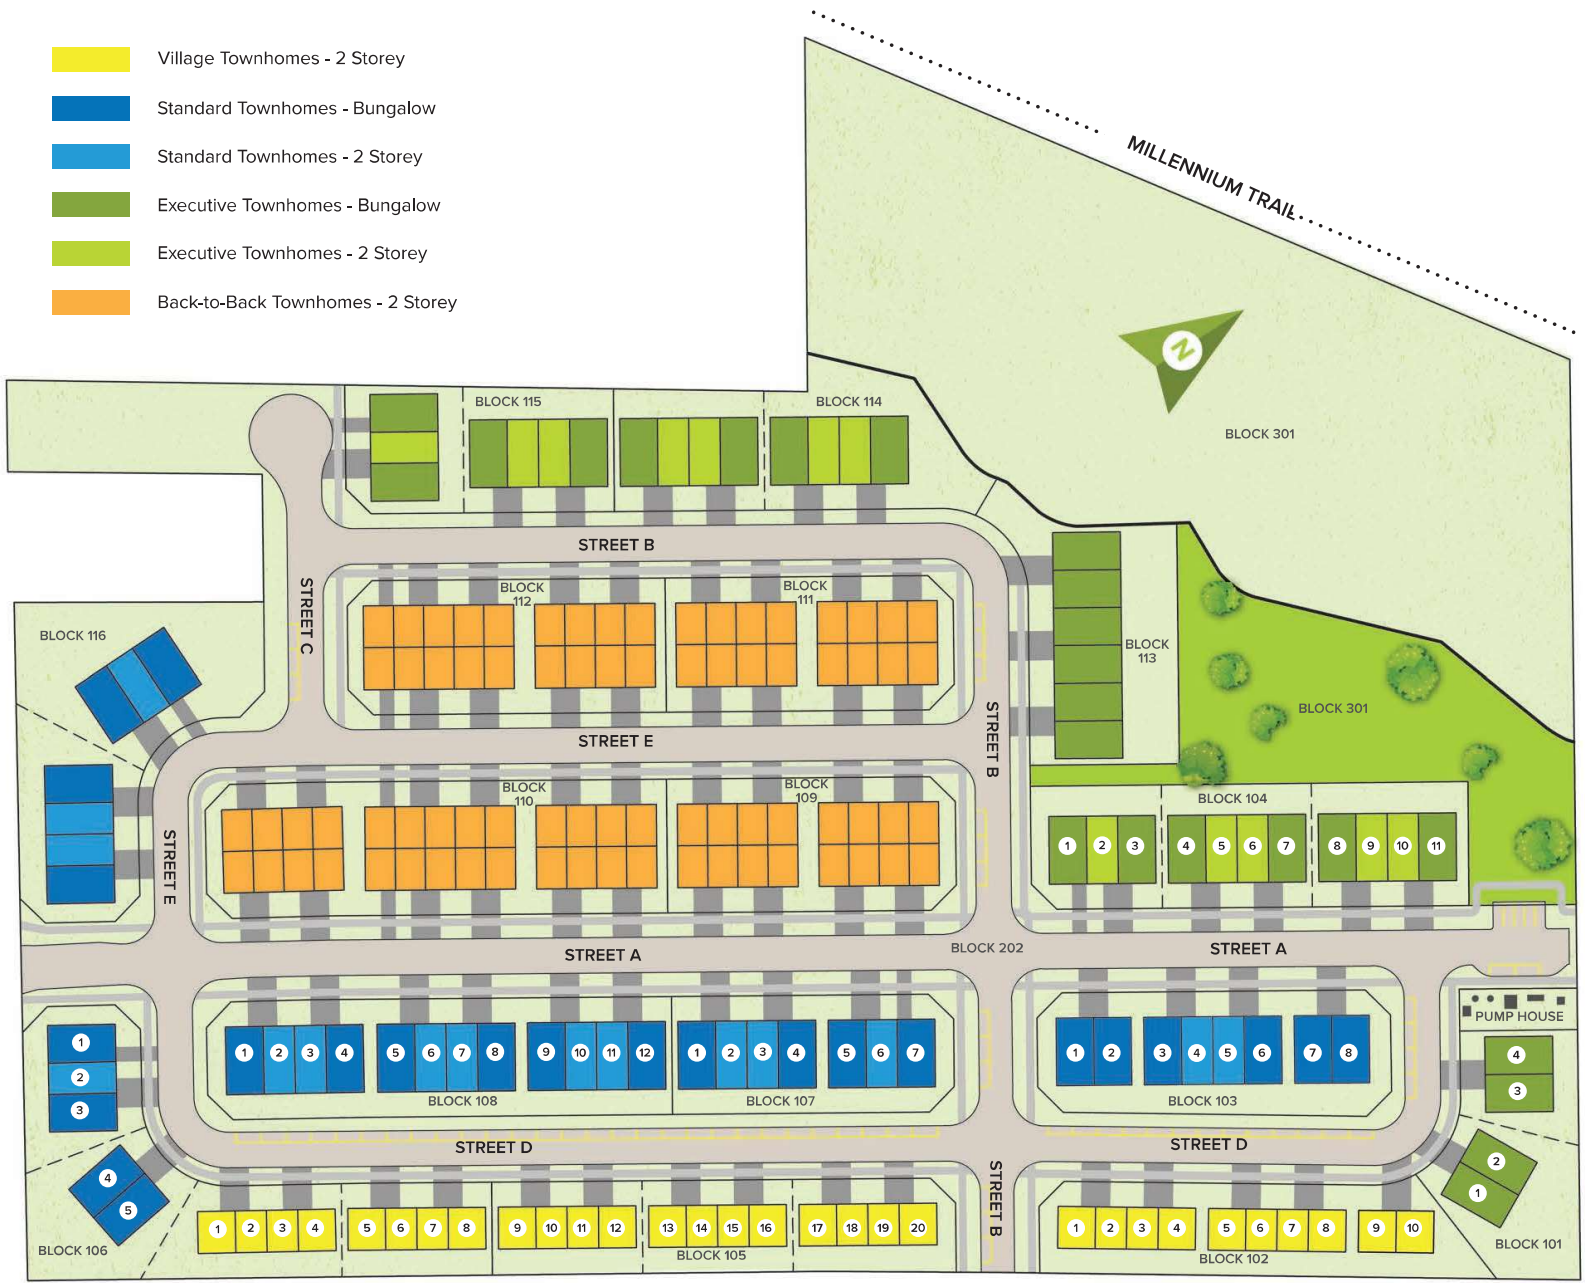 Village Townhomes - 2 Storey
Standard Townhomes - Bungalow
Standard Townhomes - 2 Storey
Executive Townhomes - Bungalow
Executive Townhomes - 2 Storey
Back-to-Back Townhomes - 2 Storey
MILLENNIUM TRAIL
N
BLOCK 301
BLOCK 115
BLOCK 114
STREET B
STREET C
BLOCK
112
BLOCK
111
BLOCK 116
BLOCK
113
BLOCK 301
STREET E
STREET B
BLOCK
110
BLOCK
109
BLOCK 104
1 2 3 4 5 6 7 8 9 10 11
STREET E
STREET A
BLOCK 202
STREET A
PUMP HOUSE
1
2
3
1 2 3 4 5 6 7 8 9 10 11 12
1 2 3 4 5 6 7
1 2 3 4 5 6 7 8
4
3
BLOCK 108
BLOCK 107
BLOCK 103
STREET D
STREET D
4
5
2
1
STREET B
1 2 3 4 5 6 7 8 9 10 11 12 13 14 15 16 17 18 19 20
1 2 3 4 5 6 7 8 9 10
BLOCK 106
BLOCK 105
BLOCK 102
BLOCK 101